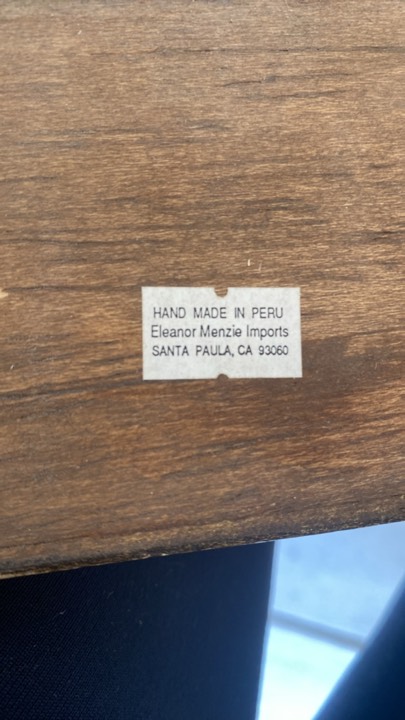 HAND MADE IN PERU
Eleanor Menzie Imports
SANTA PAULA, CA 93060